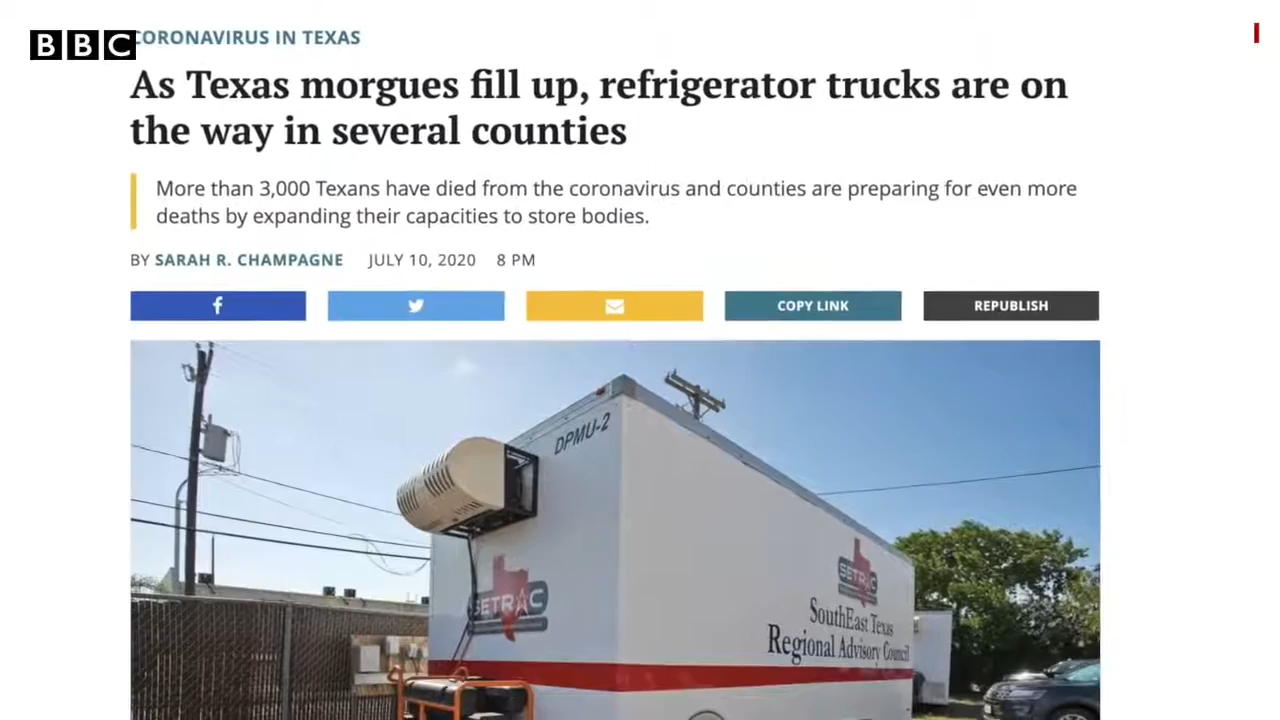 BBC
CORONAVIRUS IN TEXAS
As Texas morgues fill up, refrigerator trucks are on
the way in several counties
More than 3,000 Texans have died from the coronavirus and counties are preparing for even more
deaths by expanding their capacities to store bodies.
BY SARAH R. CHAMPAGNE JULY 10, 2020 8 PM
COPY LINK REPUBLISH
DPMU-2
SETRAC
SETRAC
SouthEast Texas
Regional Advisory Council